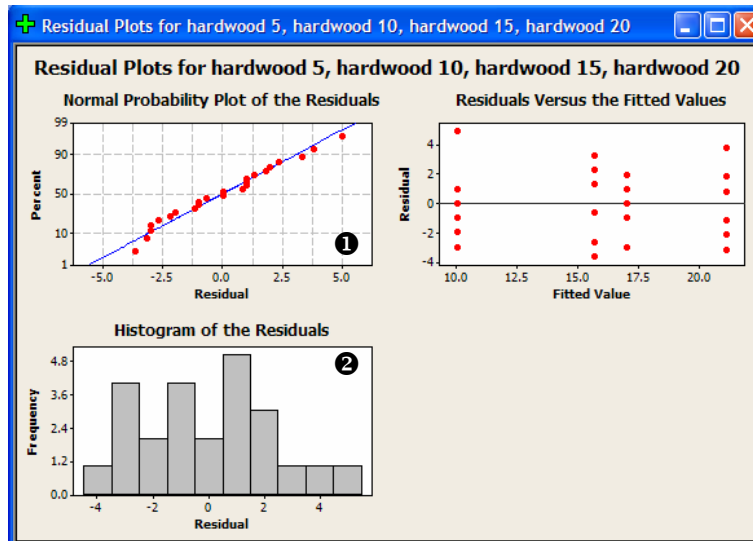 Residual Plots for hardwood 5, hardwood 10, hardwood 15, hardwood 20
Residual Plots for hardwood 5, hardwood 10, hardwood 15, hardwood 20
Normal Probability Plot of the Residuals
99
90
50
10
1
Percent
-5.0 -2.5 0.0 2.5 5.0
Residual
1
Residuals Versus the Fitted Values
4
2
0
-2
-4
Residual
10.0 12.5 15.0 17.5 20.0
Fitted Value
Histogram of the Residuals
4.8
3.6
2.4
1.2
0.0
Frequency
-4 -2 0 2 4
Residual
2